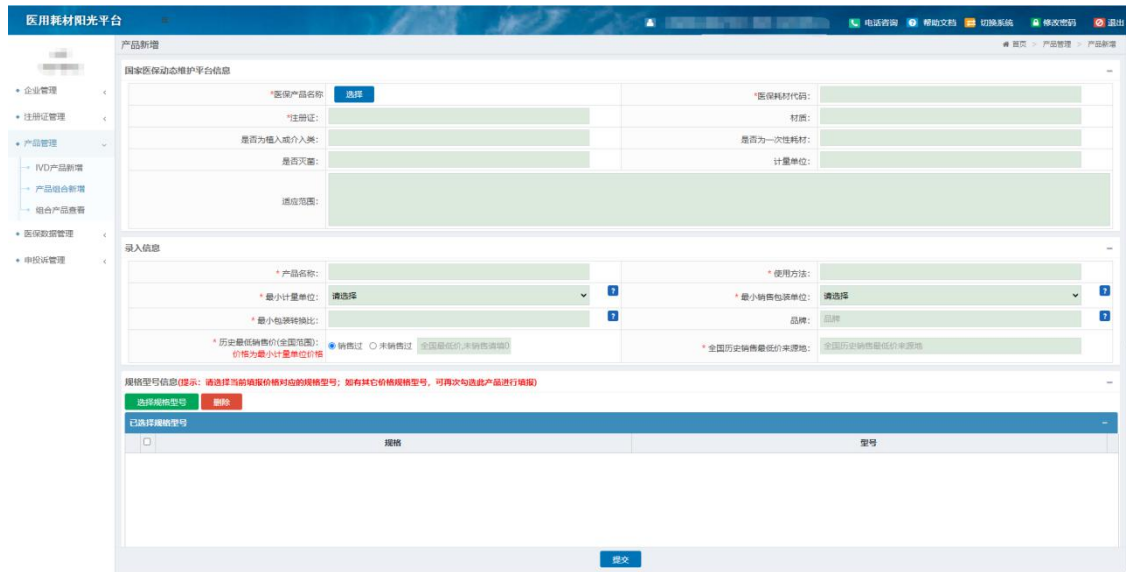 医用耗材阳光平台
电话咨询 帮助文档 切换系统 修改密码 退出
产品新增
首页 > 产品管理 > 产品新增
企业管理
注册证管理
产品管理
IVD产品新增
产品组合新增
组合产品查看
医保数据管理
申投诉管理
国家医保动态维护平台信息
*医保产品名称 选择 *医保耗材代码:
*注册证: 材质:
是否为植入或介入类: 是否为一次性耗材:
是否灭菌: 计量单位:
适应范围:
录入信息
* 产品名称: * 使用方法:
* 最小计量单位: 请选择 * 最小销售包装单位: 请选择
* 最小包装转换比: 品牌: 品牌
* 历史最低销售价(全国范围): 销售过 未销售过 全国最低价,未销售请填0 * 全国历史销售最低价来源地: 全国历史销售最低价来源地
价格为最小计量单位价格
规格型号信息(提示: 请选择当前填报价格对应的规格型号; 如有其它价格规格型号, 可再次勾选此产品进行填报)
选择规格型号 删除
已选择规格型号
规格 型号
提交